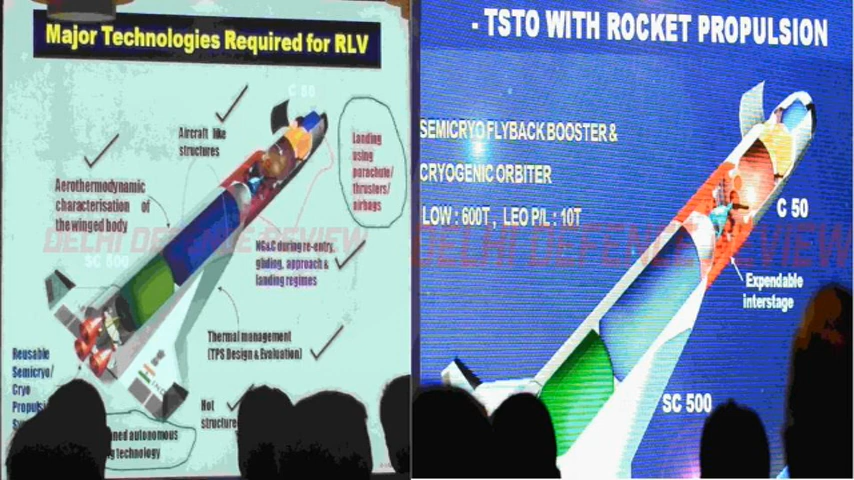 Major Technologies Required for RLV
C 50
Aircraft like
structures
Landing
using
parachute/
thrusters/
airbags
Aerothermodynamic
characterisation of
the winged body
DELHI DEFENCE REVIEW
NG&C during re-entry,
gliding, approach &
landing regimes
SC 500
Thermal management
(TPS Design & Evaluation)
Reusable
Semicryo/
Cryo
Not
autonomous
technology
- TSTO WITH ROCKET PROPULSION
SEMICRYO FLYBACK BOOSTER &
CRYOGENIC ORBITER
LOW : 600T, LEO P/L : 10T
C 50
DELHI DEFENCE REVIEW
Expendable
interstage
SC 500